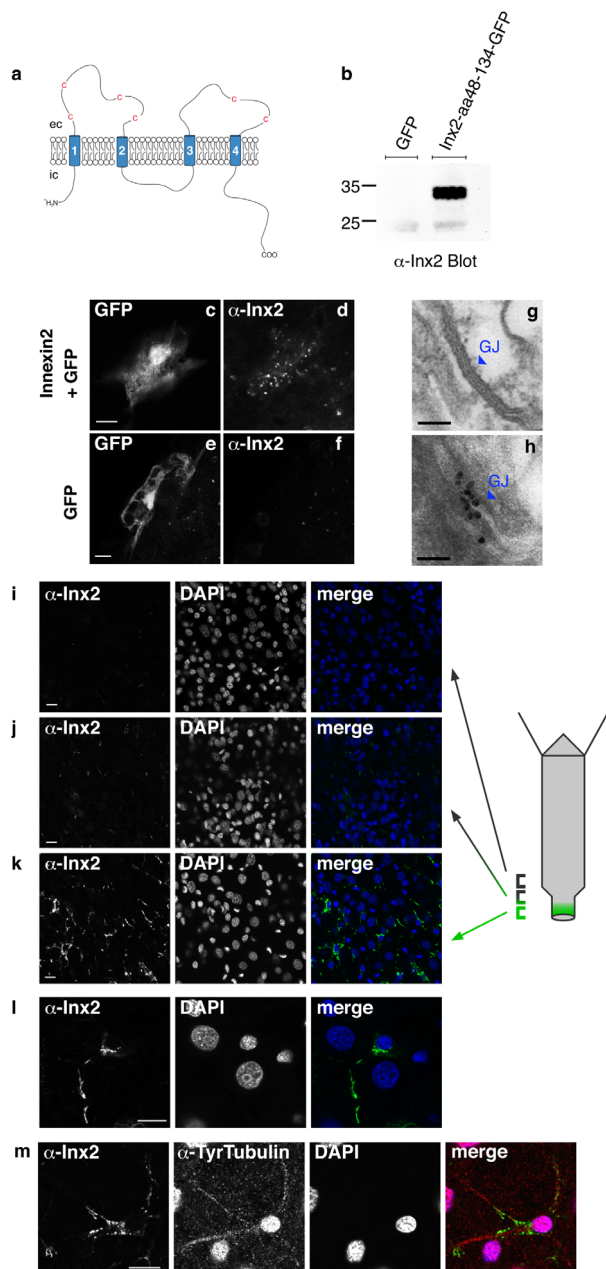 a
C
C
C
C
C
C
ec
1
2
3
4
ic
⁺H₃N
COO⁻
b
GFP
Inx2-aa48-134-GFP
35
25
α-Inx2 Blot
Innexin2
+ GFP
GFP
c
α-Inx2
d
GFP
GFP
e
α-Inx2
f
g
GJ
h
GJ
i
α-Inx2
DAPI
merge
j
α-Inx2
DAPI
merge
k
α-Inx2
DAPI
merge
l
α-Inx2
DAPI
merge
m
α-Inx2
α-TyrTubulin
DAPI
merge